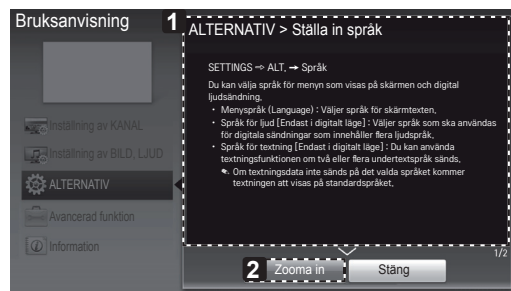 Bruksanvisning
1
ALTERNATIV > Ställa in språk
SETTINGS ⇨ ALT, ➞ Språk
Du kan välja språk för menyn som visas på skärmen och digital
ljudsändning,
• Menyspråk (Language) : Väljer språk för skärmtexten,
• Språk för ljud [Endast i digitalt läge] : Väljer språk som ska användas
för digitala sändningar som innehåller flera ljudspråk,
• Språk för textning [Endast i digitalt läge] : Du kan använda
textningsfunktionen om två eller flera undertextspråk sänds,
Om textningsdata inte sänds på det valda språket kommer
textningen att visas på standardspråket,
Inställning av KANAL
Inställning av BILD, LJUD
ALTERNATIV
Avancerad funktion
Information
1/2
2
Zooma in
Stäng